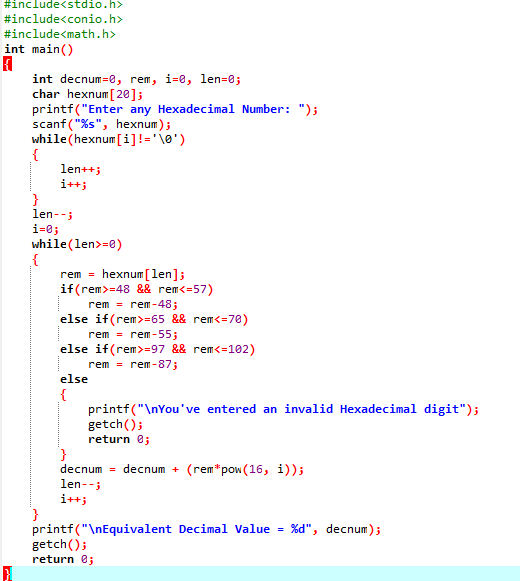 #include<stdio.h>
#include<conio.h>
#include<math.h>
int main()
{
    int decnum=0, rem, i=0, len=0;
    char hexnum[20];
    printf("Enter any Hexadecimal Number: ");
    scanf("%s", hexnum);
    while(hexnum[i]!='\0')
    {
        len++;
        i++;
    }
    len--;
    i=0;
    while(len>=0)
    {
        rem = hexnum[len];
        if(rem>=48 && rem<=57)
            rem = rem-48;
        else if(rem>=65 && rem<=70)
            rem = rem-55;
        else if(rem>=97 && rem<=102)
            rem = rem-87;
        else
        {
            printf("\nYou've entered an invalid Hexadecimal digit");
            getch();
            return 0;
        }
        decnum = decnum + (rem*pow(16, i));
        len--;
        i++;
    }
    printf("\nEquivalent Decimal Value = %d", decnum);
    getch();
    return 0;
}